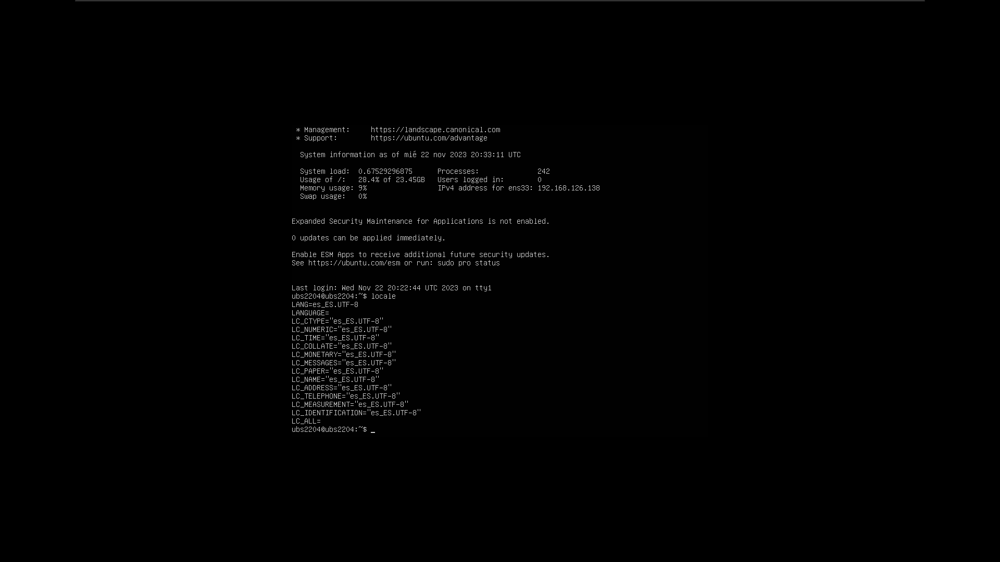 * Management:     https://landscape.canonical.com
* Support:        https://ubuntu.com/advantage
System information as of mié 22 nov 2023 20:33:11 UTC
System load:  0.67529296875      Processes:              242
Usage of /:   28.4% of 23.45GB   Users logged in:        0
Memory usage: 9%                 IPv4 address for ens33: 192.168.126.138
Swap usage:   0%
Expanded Security Maintenance for Applications is not enabled.
0 updates can be applied immediately.
Enable ESM Apps to receive additional future security updates.
See https://ubuntu.com/esm or run: sudo pro status
Last login: Wed Nov 22 20:22:44 UTC 2023 on tty1
ubs2204@ubs2204:~$ locale
LANG=es_ES.UTF-8
LANGUAGE=
LC_CTYPE="es_ES.UTF-8"
LC_NUMERIC="es_ES.UTF-8"
LC_TIME="es_ES.UTF-8"
LC_COLLATE="es_ES.UTF-8"
LC_MONETARY="es_ES.UTF-8"
LC_MESSAGES="es_ES.UTF-8"
LC_PAPER="es_ES.UTF-8"
LC_NAME="es_ES.UTF-8"
LC_ADDRESS="es_ES.UTF-8"
LC_TELEPHONE="es_ES.UTF-8"
LC_MEASUREMENT="es_ES.UTF-8"
LC_IDENTIFICATION="es_ES.UTF-8"
LC_ALL=
ubs2204@ubs2204:~$ _